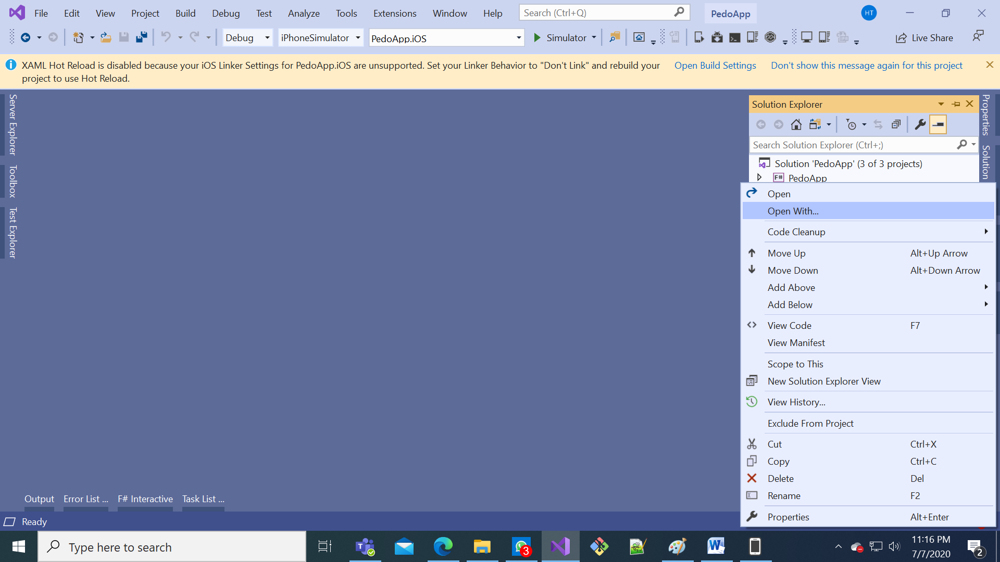 File Edit View Project Build Debug Test Analyze Tools Extensions Window Help Search (Ctrl+Q) PedoApp HT
Debug iPhoneSimulator PedoApp.iOS Simulator Live Share
XAML Hot Reload is disabled because your iOS Linker Settings for PedoApp.iOS are unsupported. Set your Linker Behavior to "Don't Link" and rebuild your Open Build Settings Don't show this message again for this project
project to use Hot Reload.
Server Explorer
Toolbox
Test Explorer
Solution Explorer
Search Solution Explorer (Ctrl+;)
Solution 'PedoApp' (3 of 3 projects)
F# PedoApp
Properties
Solution
Open
Open With...
Code Cleanup
Move Up Alt+Up Arrow
Move Down Alt+Down Arrow
Add Above
Add Below
View Code F7
View Manifest
Scope to This
New Solution Explorer View
View History...
Exclude From Project
Cut Ctrl+X
Copy Ctrl+C
Delete Del
Rename F2
Properties Alt+Enter
Output Error List ... F# Interactive Task List ...
Ready
Type here to search
3
11:16 PM
7/7/2020
2